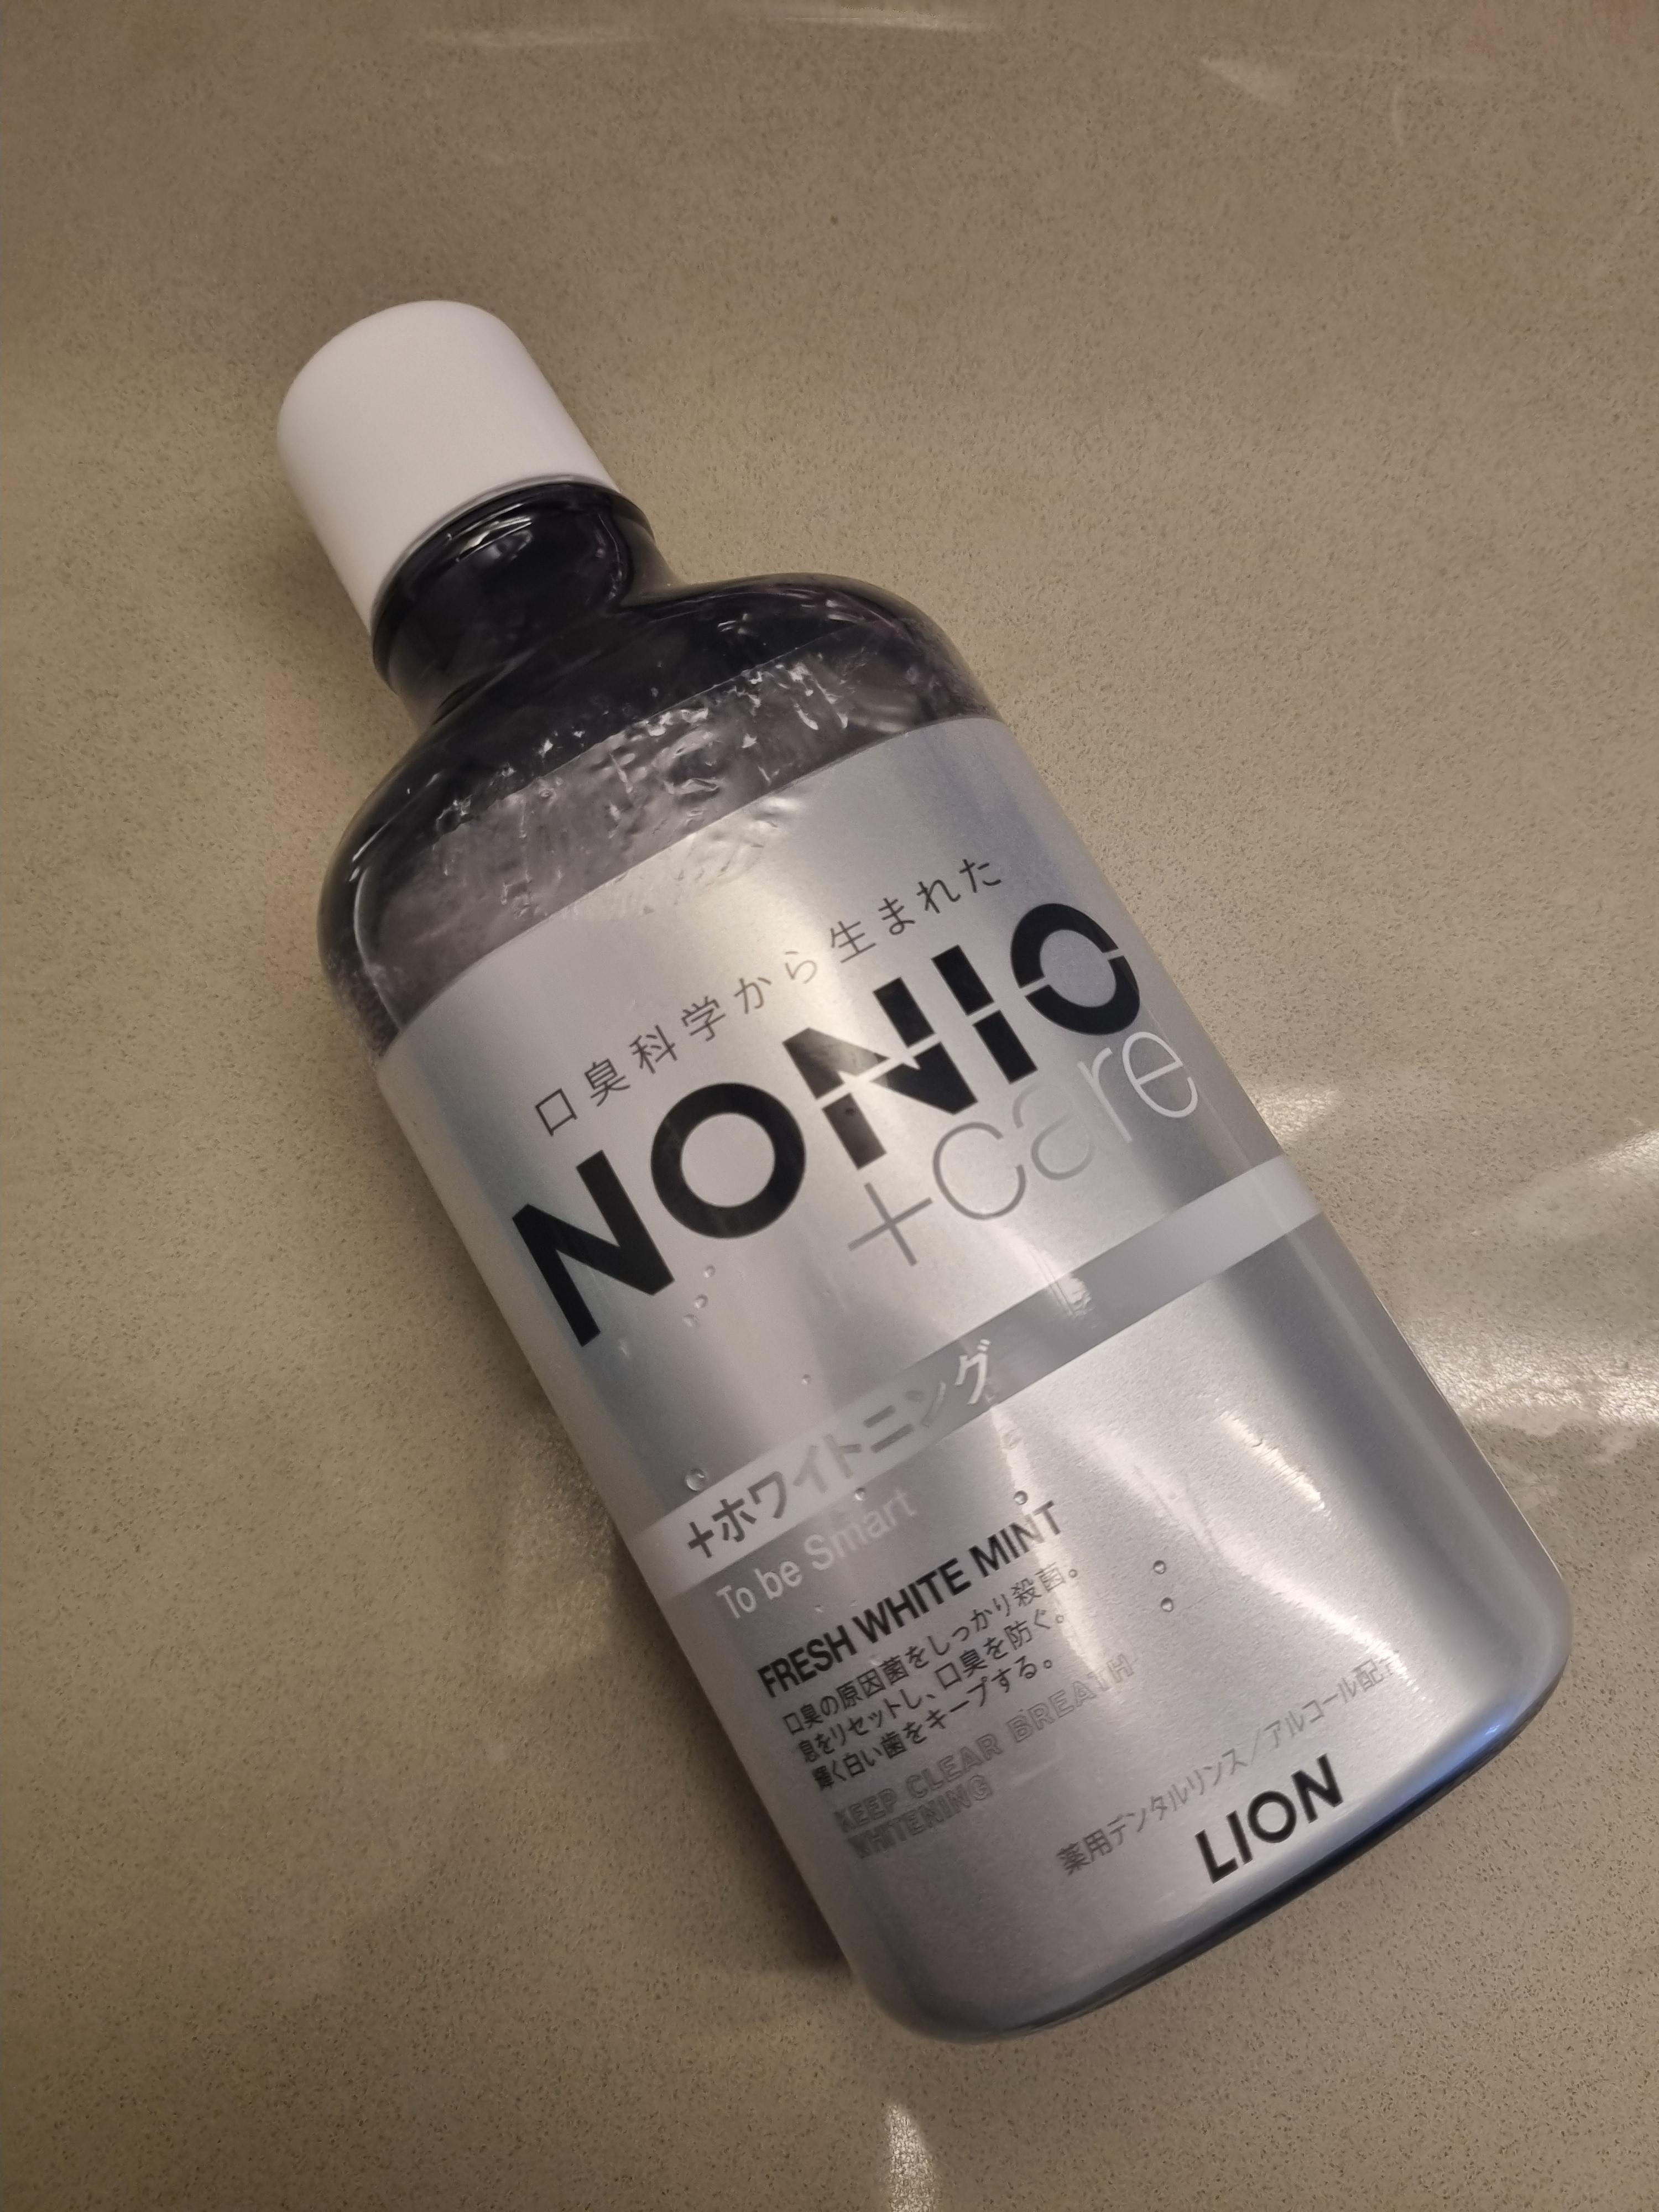 口臭科学から生まれた
NONIO
+care
+ホワイトニング
To be Smart
FRESH WHITE MINT
口臭の原因菌をしっかり殺菌。
息をリセットし、口臭を防ぐ。
輝く白い歯をキープする。
KEEP CLEAR BREATH
WHITENING
薬用デンタルリンス／アルコール配合
LION